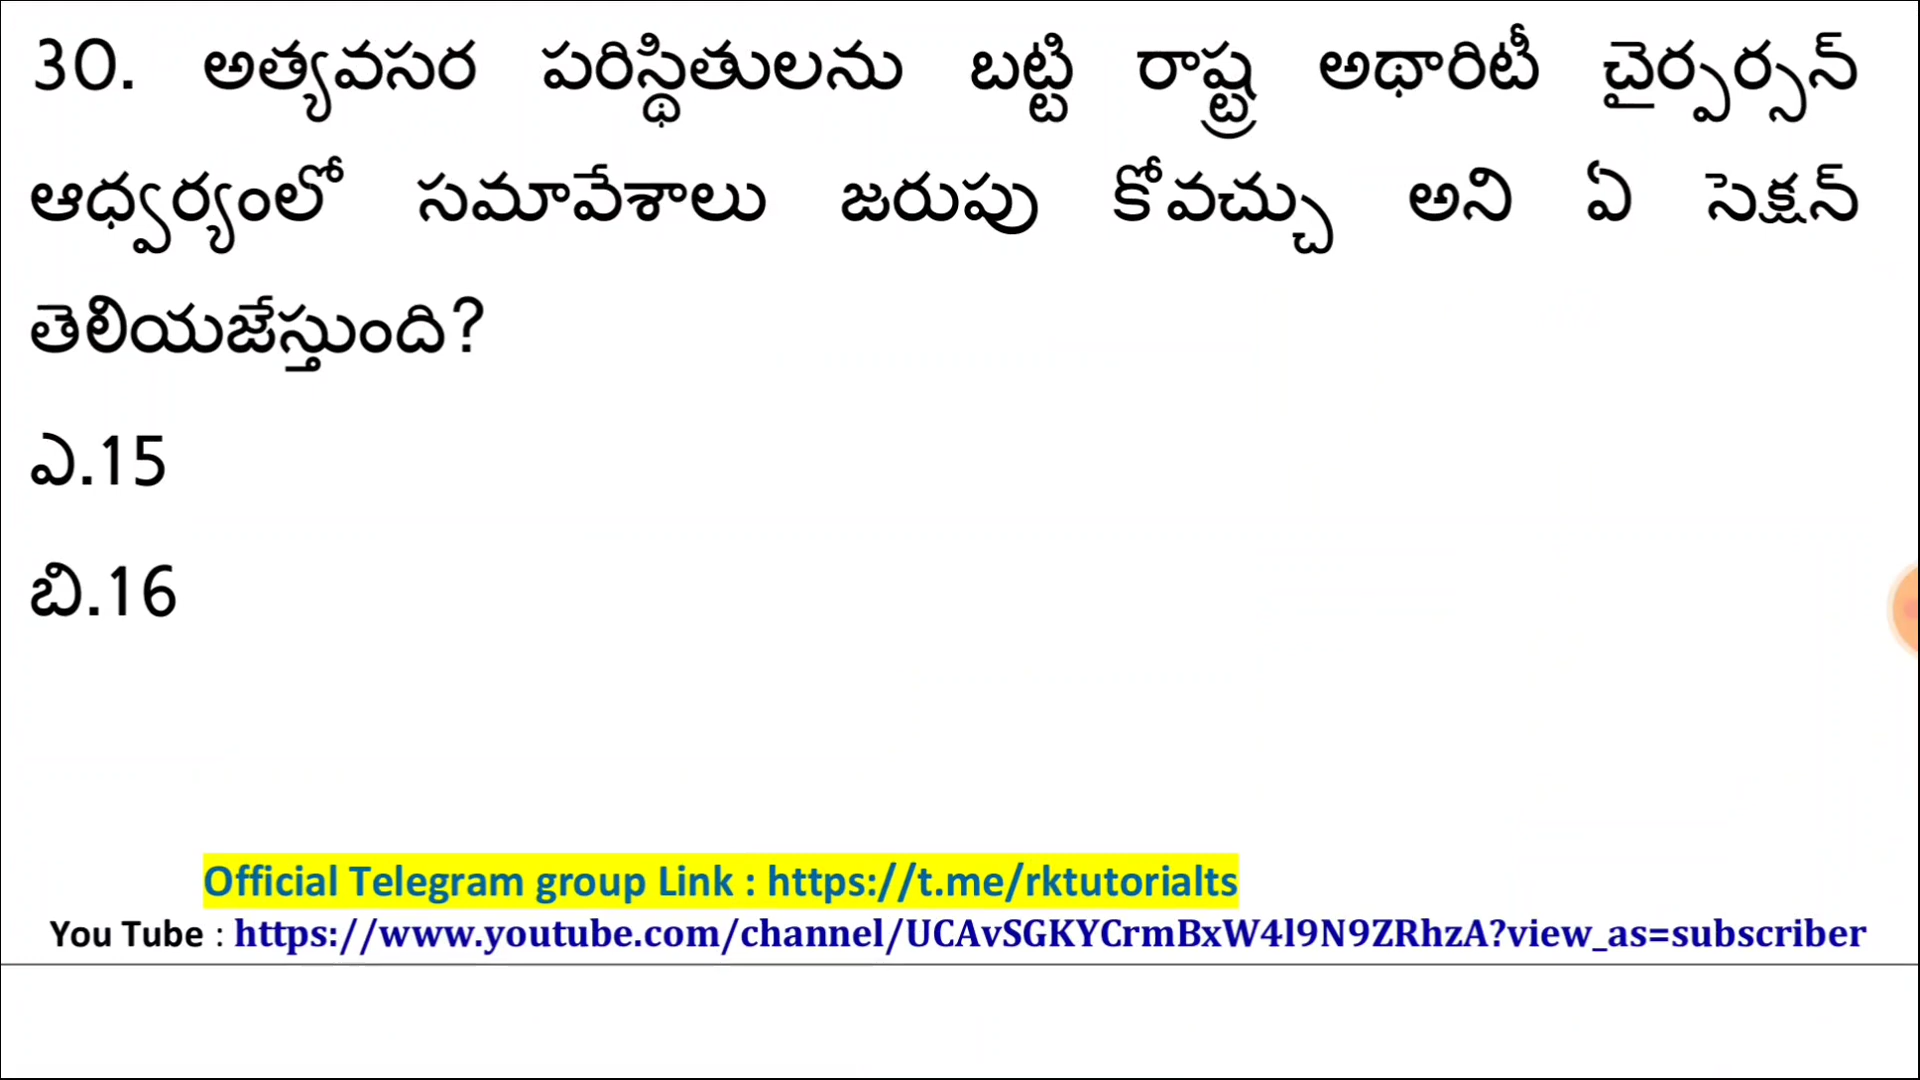 30. అత్యవసర పరిస్థితులను బట్టి రాష్ట్ర అథారిటీ చైర్పర్సన్
ఆధ్వర్యంలో సమావేశాలు జరుపు కోవచ్చు అని ఏ సెక్షన్
తెలియజేస్తుంది?
ఎ.15
బి.16
Official Telegram group Link : https://t.me/rktutorialts
You Tube : https://www.youtube.com/channel/UCAvSGKYCrmBxW4l9N9ZRhzA?view_as=subscriber